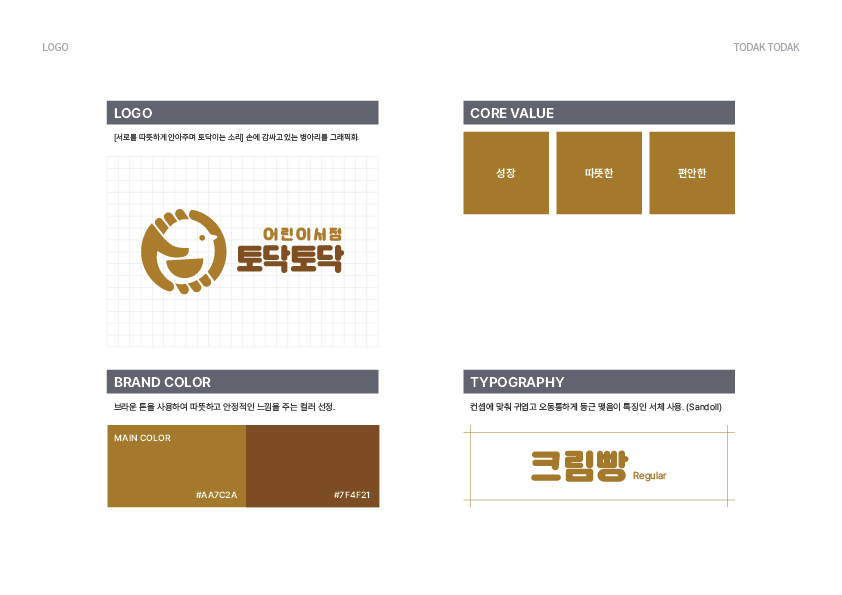 LOGO
TODAK TODAK
LOGO
[서로를 따뜻하게 안아주며 토닥이는 소리] 손에 감싸고 있는 병아리를 그래픽화.
어린이서점
토닥토닥
CORE VALUE
성장
따뜻한
편안한
BRAND COLOR
브라운 톤을 사용하여 따뜻하고 안정적인 느낌을 주는 컬러 선정.
MAIN COLOR
#AA7C2A
#7F4F21
TYPOGRAPHY
컨셉에 맞춰 귀엽고 오동통하게 둥근 맺음이 특징인 서체 사용. (Sandoll)
크림빵
Regular